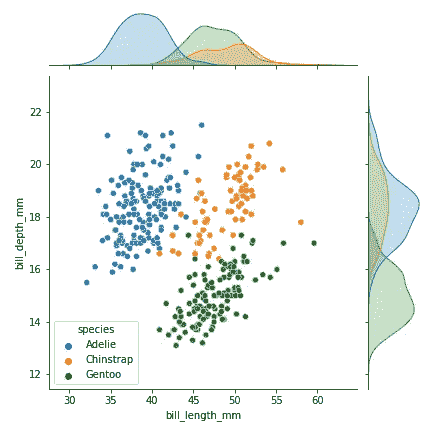 22
20
18
16
14
12
bill_depth_mm
species
Adelie
Chinstrap
Gentoo
30 35 40 45 50 55 60
bill_length_mm